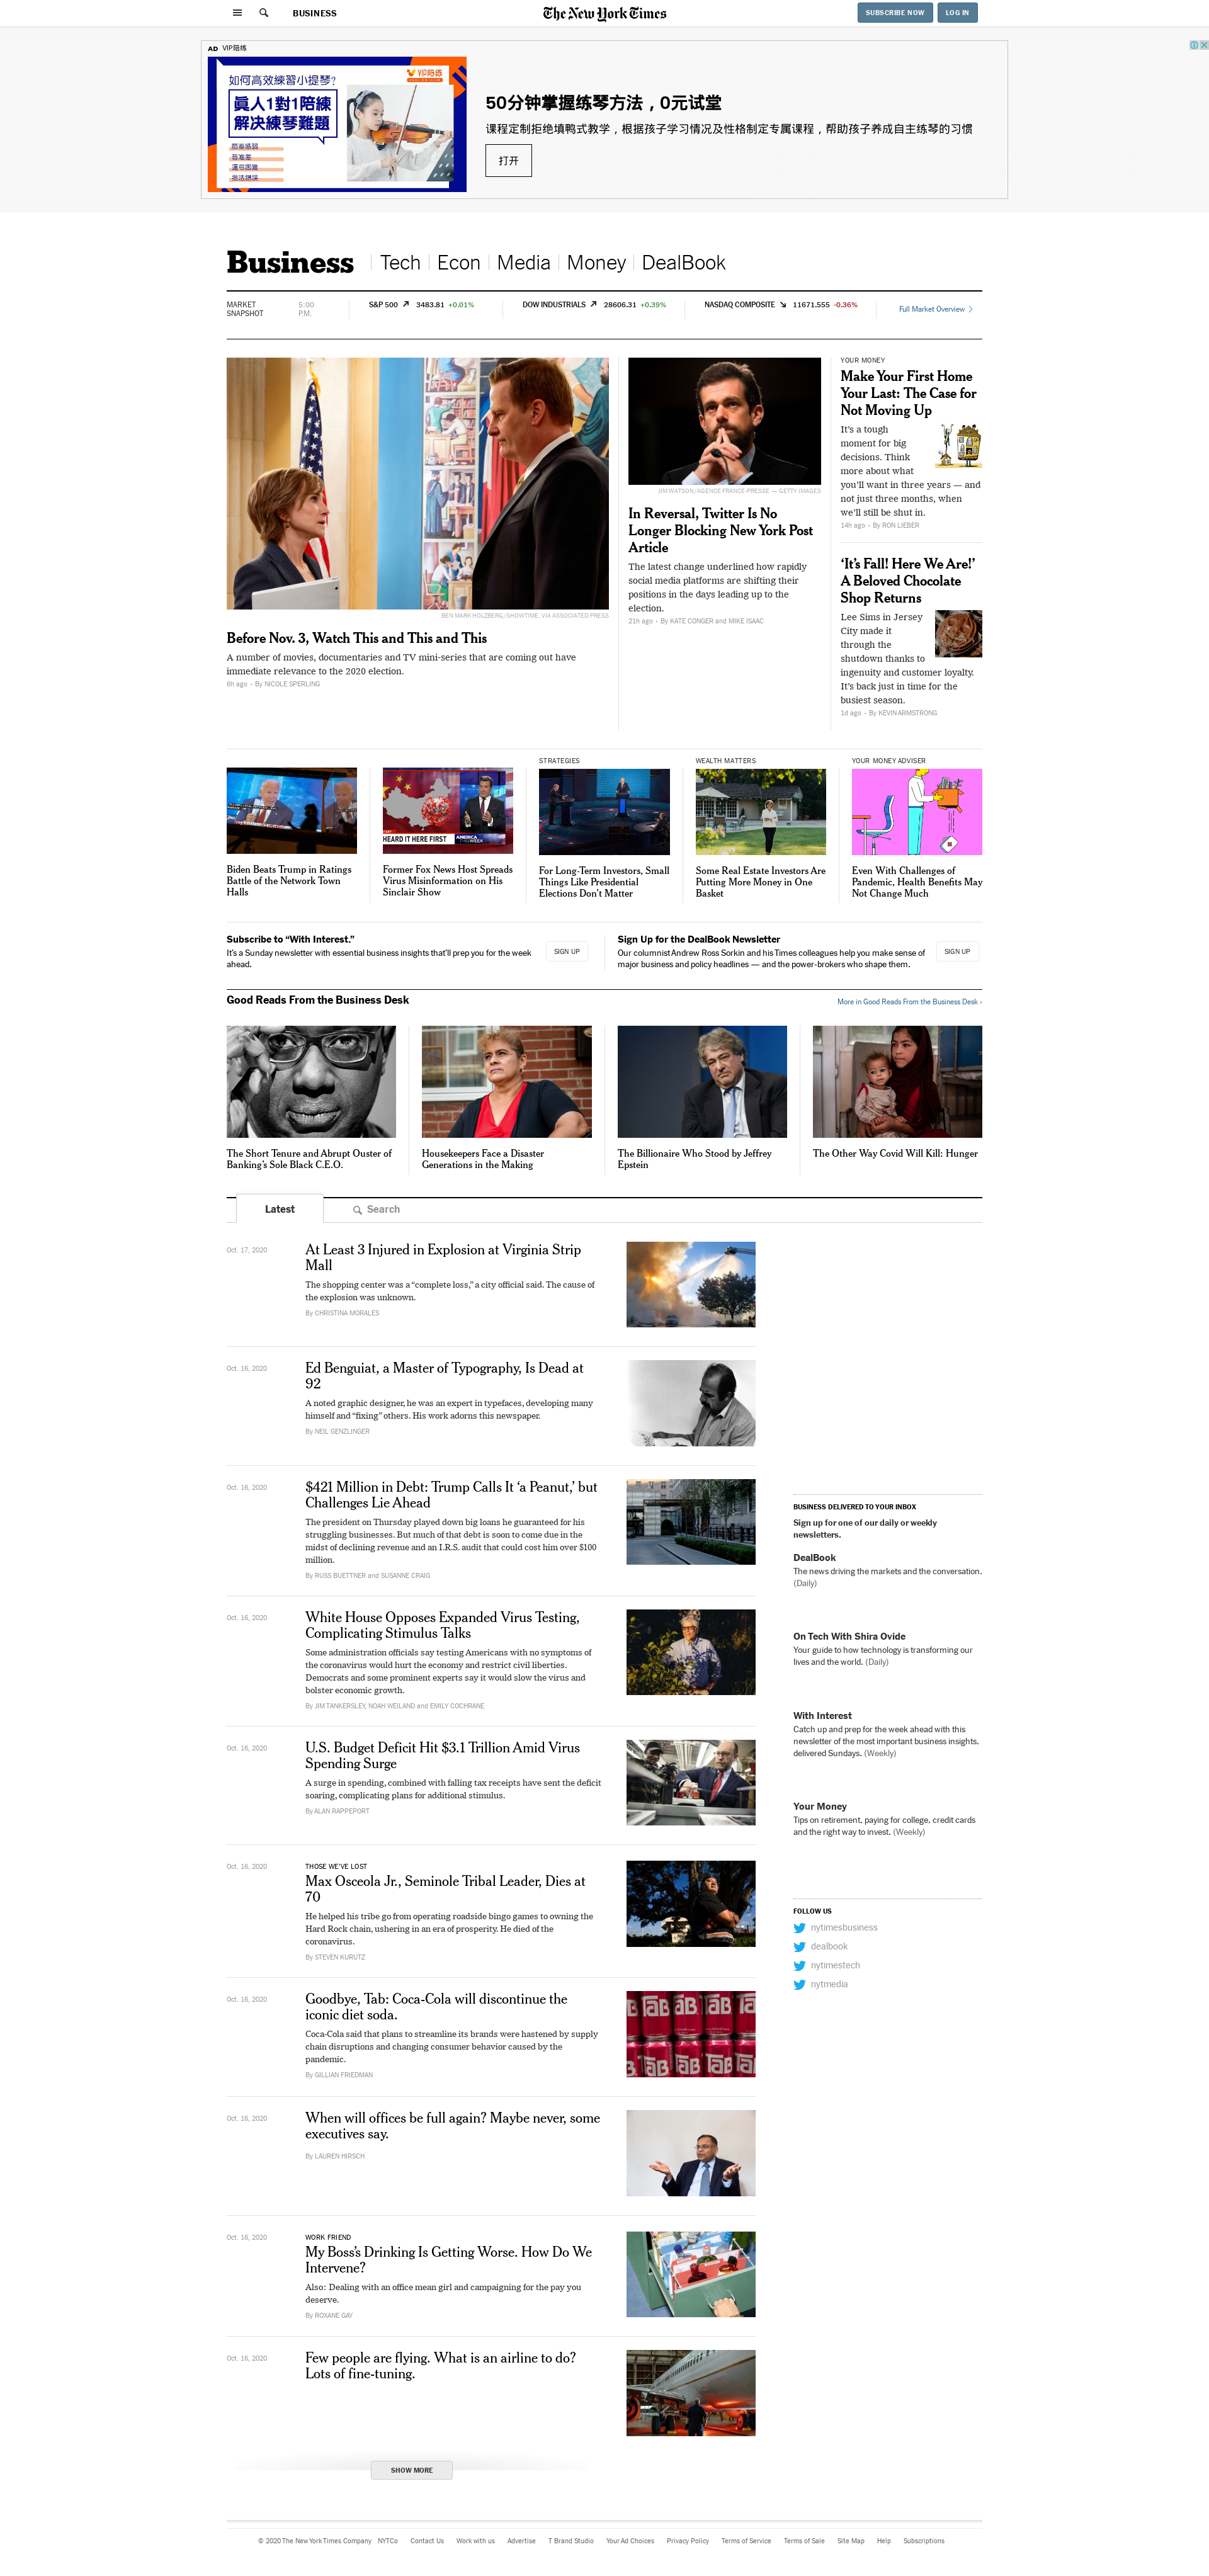 BUSINESS
The New York Times
SUBSCRIBE NOW
LOG IN
AD VIP陪练
如何高效練習小提琴?
VIP陪练
真人1對1陪練
解决練琴難題
50分钟掌握练琴方法，0元试堂
课程定制拒绝填鸭式教学，根据孩子学习情况及性格制定专属课程，帮助孩子养成自主练琴的习惯
打开
Business
Tech
Econ
Media
Money
DealBook
MARKET
SNAPSHOT
5:00
P.M.
S&P 500 3483.81 +0.01%
DOW INDUSTRIALS 28606.31 +0.39%
NASDAQ COMPOSITE 11671.555 -0.36%
Full Market Overview
BEN MARK HOLZBERG/SHOWTIME, VIA ASSOCIATED PRESS
Before Nov. 3, Watch This and This and This
A number of movies, documentaries and TV mini-series that are coming out have
immediate relevance to the 2020 election.
6h ago • By NICOLE SPERLING
JIM WATSON/AGENCE FRANCE-PRESSE — GETTY IMAGES
In Reversal, Twitter Is No
Longer Blocking New York Post
Article
The latest change underlined how rapidly
social media platforms are shifting their
positions in the days leading up to the
election.
21h ago • By KATE CONGER and MIKE ISAAC
YOUR MONEY
Make Your First Home
Your Last: The Case for
Not Moving Up
It's a tough
moment for big
decisions. Think
more about what
you'll want in three years — and
not just three months, when
we'll still be shut in.
14h ago • By RON LIEBER
‘It’s Fall! Here We Are!’
A Beloved Chocolate
Shop Returns
Lee Sims in Jersey
City made it
through the
shutdown thanks to
ingenuity and customer loyalty.
It’s back just in time for the
busiest season.
1d ago • By KEVIN ARMSTRONG
Biden Beats Trump in Ratings
Battle of the Network Town
Halls
HEARD IT HERE FIRST
AMERICA
THIS WEEK
Former Fox News Host Spreads
Virus Misinformation on His
Sinclair Show
STRATEGIES
For Long-Term Investors, Small
Things Like Presidential
Elections Don’t Matter
WEALTH MATTERS
Some Real Estate Investors Are
Putting More Money in One
Basket
YOUR MONEY ADVISER
Even With Challenges of
Pandemic, Health Benefits May
Not Change Much
Subscribe to “With Interest.”
It’s a Sunday newsletter with essential business insights that’ll prep you for the week
ahead.
SIGN UP
Sign Up for the DealBook Newsletter
Our columnist Andrew Ross Sorkin and his Times colleagues help you make sense of
major business and policy headlines — and the power-brokers who shape them.
SIGN UP
Good Reads From the Business Desk
More in Good Reads From the Business Desk ›
The Short Tenure and Abrupt Ouster of
Banking’s Sole Black C.E.O.
Housekeepers Face a Disaster
Generations in the Making
The Billionaire Who Stood by Jeffrey
Epstein
The Other Way Covid Will Kill: Hunger
Latest
Search
Oct. 17, 2020
At Least 3 Injured in Explosion at Virginia Strip
Mall
The shopping center was a “complete loss,” a city official said. The cause of
the explosion was unknown.
By CHRISTINA MORALES
Oct. 16, 2020
Ed Benguiat, a Master of Typography, Is Dead at
92
A noted graphic designer, he was an expert in typefaces, developing many
himself and “fixing” others. His work adorns this newspaper.
By NEIL GENZLINGER
Oct. 16, 2020
$421 Million in Debt: Trump Calls It ‘a Peanut,’ but
Challenges Lie Ahead
The president on Thursday played down big loans he guaranteed for his
struggling businesses. But much of that debt is soon to come due in the
midst of declining revenue and an I.R.S. audit that could cost him over $100
million.
By RUSS BUETTNER and SUSANNE CRAIG
Oct. 16, 2020
White House Opposes Expanded Virus Testing,
Complicating Stimulus Talks
Some administration officials say testing Americans with no symptoms of
the coronavirus would hurt the economy and restrict civil liberties.
Democrats and some prominent experts say it would slow the virus and
bolster economic growth.
By JIM TANKERSLEY, NOAH WEILAND and EMILY COCHRANE
Oct. 16, 2020
U.S. Budget Deficit Hit $3.1 Trillion Amid Virus
Spending Surge
A surge in spending, combined with falling tax receipts have sent the deficit
soaring, complicating plans for additional stimulus.
By ALAN RAPPEPORT
Oct. 16, 2020
THOSE WE’VE LOST
Max Osceola Jr., Seminole Tribal Leader, Dies at
70
He helped his tribe go from operating roadside bingo games to owning the
Hard Rock chain, ushering in an era of prosperity. He died of the
coronavirus.
By STEVEN KURUTZ
Oct. 16, 2020
Goodbye, Tab: Coca-Cola will discontinue the
iconic diet soda.
Coca-Cola said that plans to streamline its brands were hastened by supply
chain disruptions and changing consumer behavior caused by the
pandemic.
By GILLIAN FRIEDMAN
TAB TAB TAB TAB
Oct. 16, 2020
When will offices be full again? Maybe never, some
executives say.
By LAUREN HIRSCH
Oct. 16, 2020
WORK FRIEND
My Boss’s Drinking Is Getting Worse. How Do We
Intervene?
Also: Dealing with an office mean girl and campaigning for the pay you
deserve.
By ROXANE GAY
Oct. 16, 2020
Few people are flying. What is an airline to do?
Lots of fine-tuning.
SHOW MORE
BUSINESS DELIVERED TO YOUR INBOX
Sign up for one of our daily or weekly
newsletters.
DealBook
The news driving the markets and the conversation.
(Daily)
On Tech With Shira Ovide
Your guide to how technology is transforming our
lives and the world. (Daily)
With Interest
Catch up and prep for the week ahead with this
newsletter of the most important business insights,
delivered Sundays. (Weekly)
Your Money
Tips on retirement, paying for college, credit cards
and the right way to invest. (Weekly)
FOLLOW US
nytimesbusiness
dealbook
nytimestech
nytmedia
© 2020 The New York Times Company NYTCo Contact Us Work with us Advertise T Brand Studio Your Ad Choices Privacy Policy Terms of Service Terms of Sale Site Map Help Subscriptions